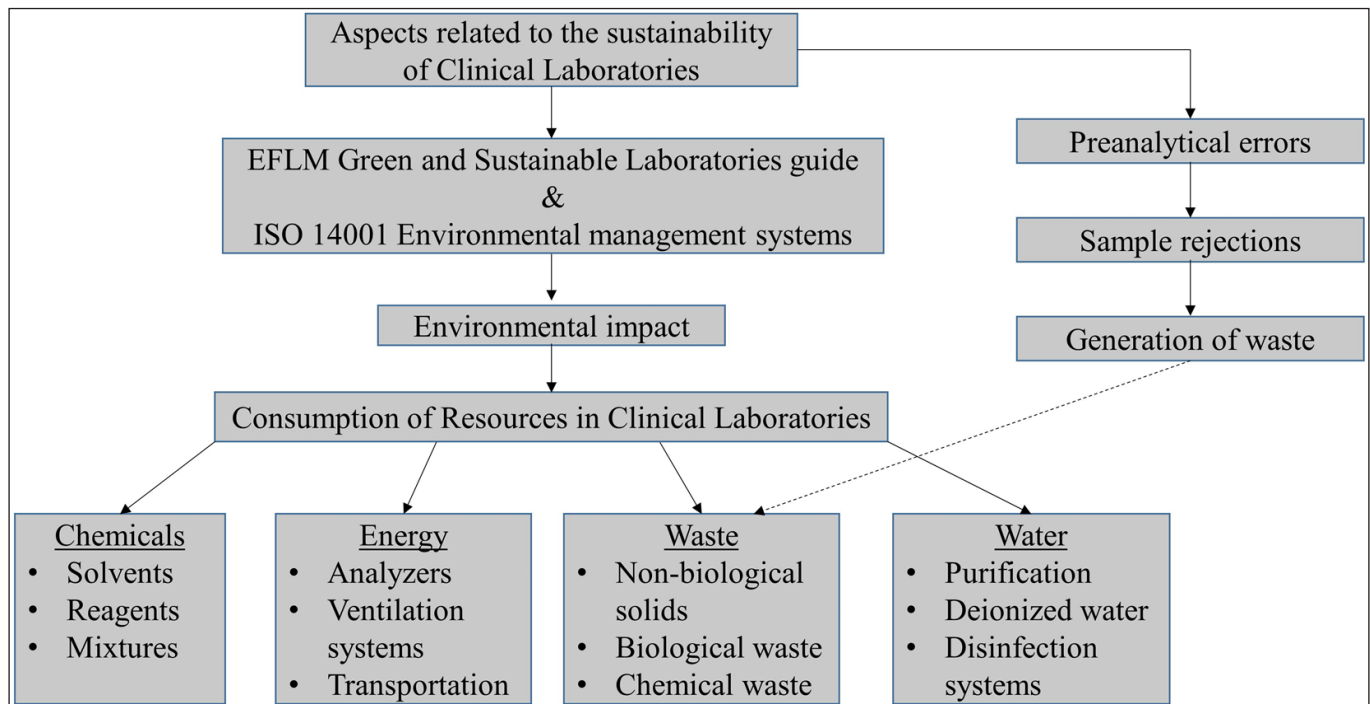 Aspects related to the sustainability
of Clinical Laboratories
EFLM Green and Sustainable Laboratories guide
&
ISO 14001 Environmental management systems
Environmental impact
Consumption of Resources in Clinical Laboratories
Preanalytical errors
Sample rejections
Generation of waste
Chemicals
• Solvents
• Reagents
• Mixtures
Energy
• Analyzers
• Ventilation
systems
• Transportation
Waste
• Non-biological
solids
• Biological waste
• Chemical waste
Water
• Purification
• Deionized water
• Disinfection
systems